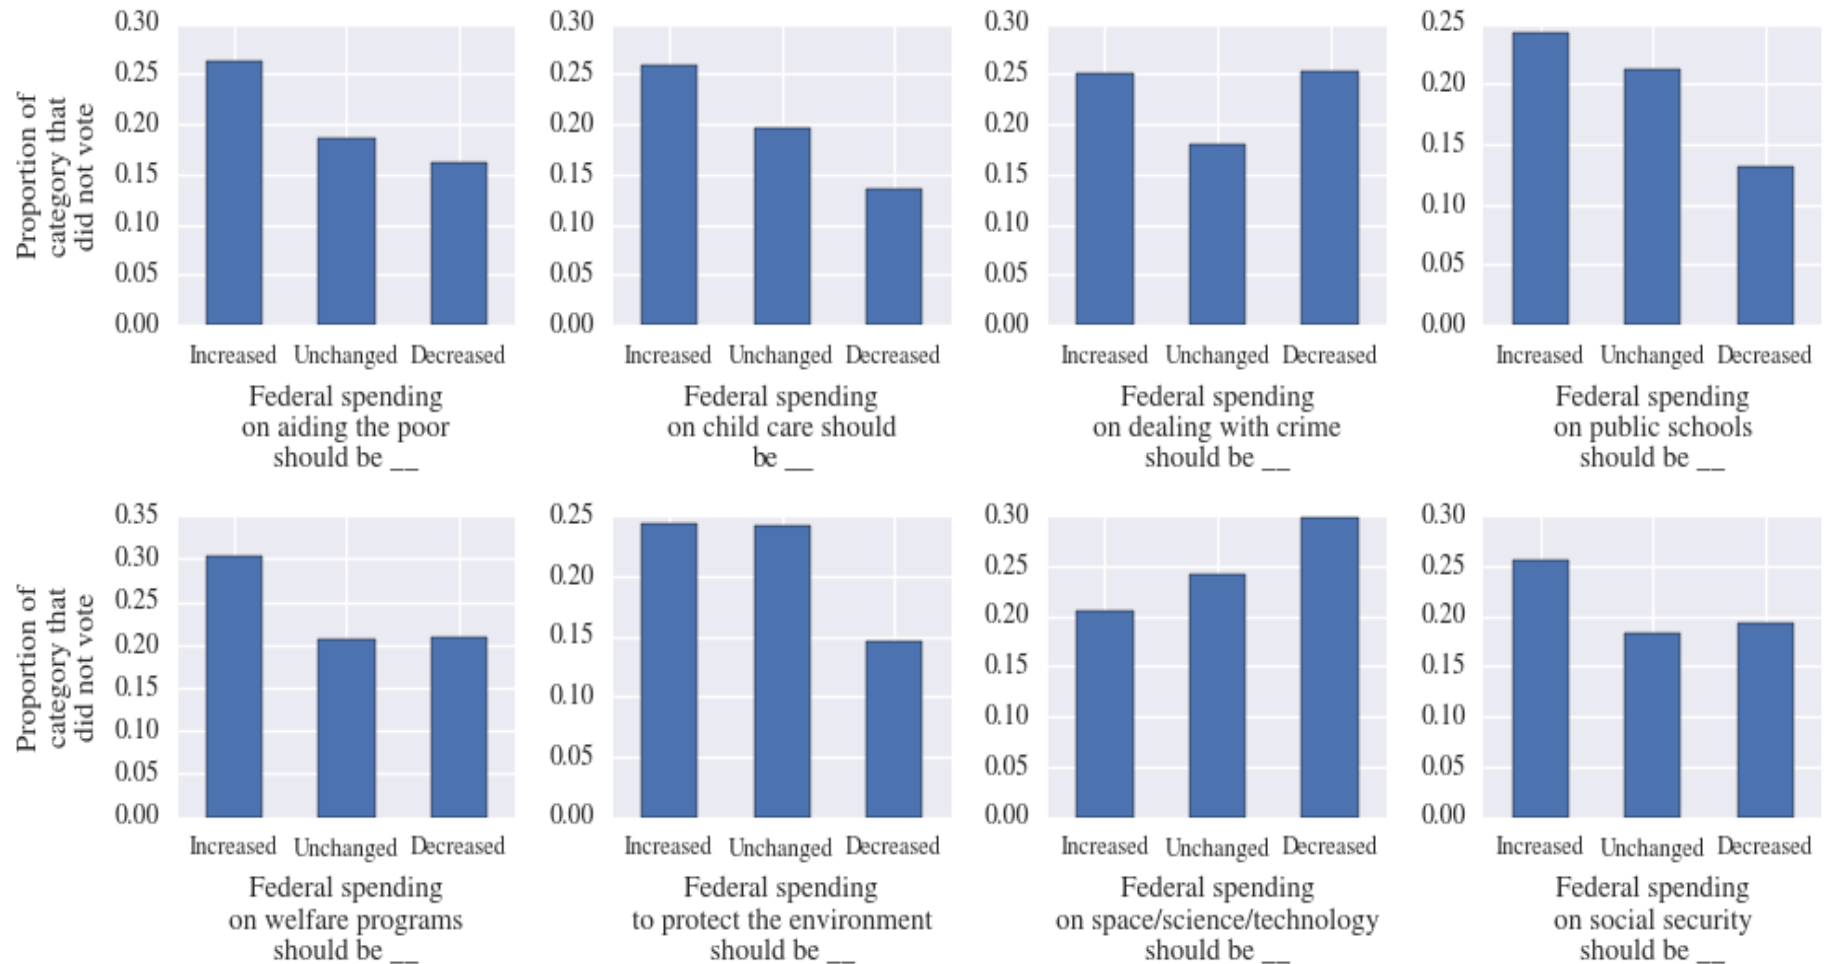 0.30
0.25
0.20
0.15
0.10
0.05
0.00
Proportion of
category that
did not vote
Increased Unchanged Decreased
Federal spending
on aiding the poor
should be __
0.30
0.25
0.20
0.15
0.10
0.05
0.00
Increased Unchanged Decreased
Federal spending
on child care should
be __
0.30
0.25
0.20
0.15
0.10
0.05
0.00
Increased Unchanged Decreased
Federal spending
on dealing with crime
should be __
0.25
0.20
0.15
0.10
0.05
0.00
Increased Unchanged Decreased
Federal spending
on public schools
should be __
0.35
0.30
0.25
0.20
0.15
0.10
0.05
0.00
Proportion of
category that
did not vote
Increased Unchanged Decreased
Federal spending
on welfare programs
should be __
0.25
0.20
0.15
0.10
0.05
0.00
Increased Unchanged Decreased
Federal spending
to protect the environment
should be __
0.30
0.25
0.20
0.15
0.10
0.05
0.00
Increased Unchanged Decreased
Federal spending
on space/science/technology
should be __
0.30
0.25
0.20
0.15
0.10
0.05
0.00
Increased Unchanged Decreased
Federal spending
on social security
should be __